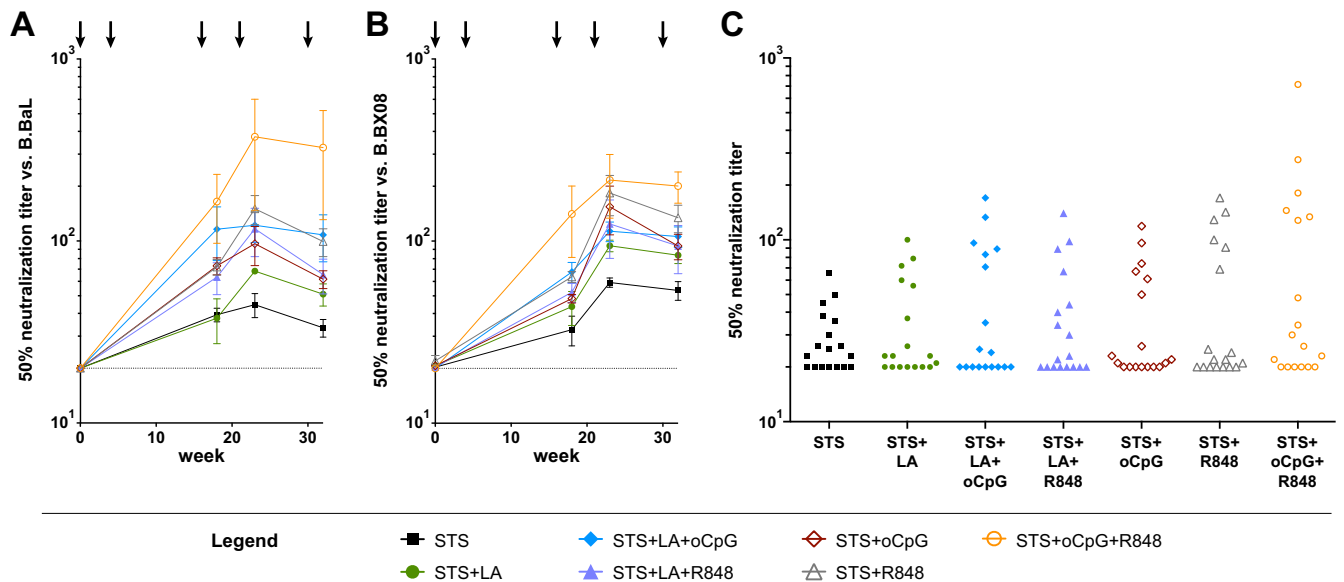 A
50% neutralization titer vs. B.BaL
10³
10²
10¹
0
10
20
30
week
B
50% neutralization titer vs. B.BX08
10³
10²
10¹
0
10
20
30
week
C
50% neutralization titer
10³
10²
10¹
STS
STS+
LA
STS+
LA+
oCpG
STS+
LA+
R848
STS+
oCpG
STS+
R848
STS+
oCpG+
R848
Legend
STS
STS+LA+oCpG
STS+oCpG
STS+oCpG+R848
STS+LA
STS+LA+R848
STS+R848